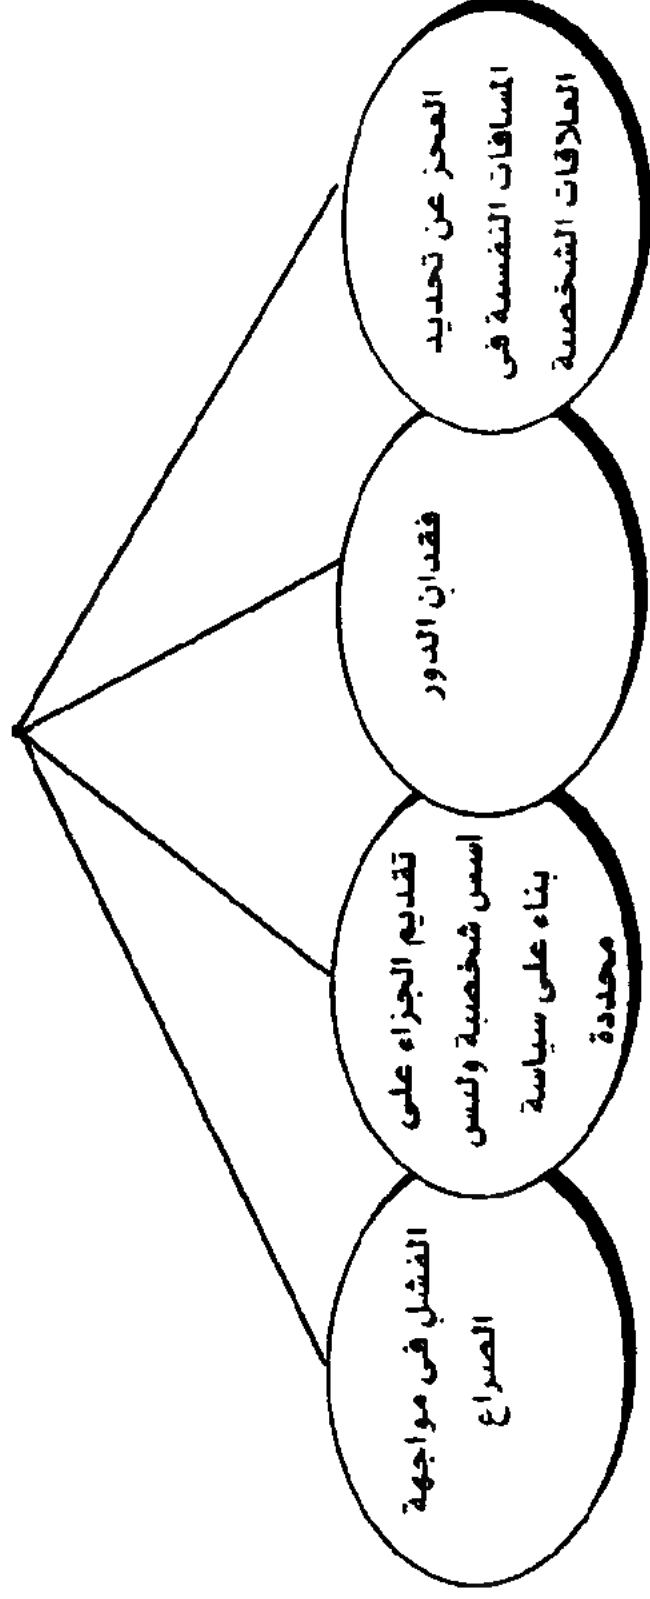 العجز عن تحديد
المسافات النفسية فى
العلاقات الشخصية
فقدان الدور
تقديم الجزاء على
اسس شخصية وليس
بناء على سياسة
محددة
الفشل فى مواجهة
الصراع